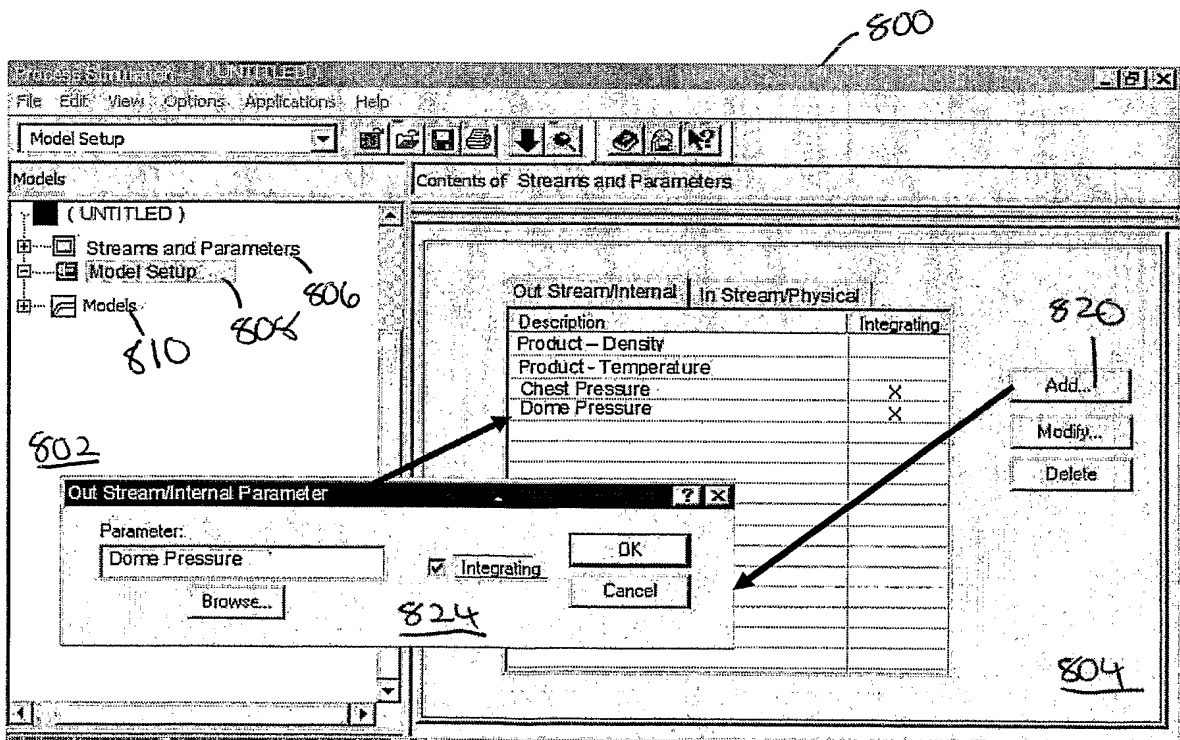 800
Process Simulation - ( UNTITLED )
File Edit View Options Applications Help
Model Setup
Models
Contents of Streams and Parameters
( UNTITLED )
Streams and Parameters
806
Model Setup
808
Models
810
802
Out Stream/Internal In Stream/Physical
Description Integrating
Product – Density
Product - Temperature
Chest Pressure X
Dome Pressure X
820
Add...
Modify...
Delete
Out Stream/Internal Parameter
Parameter:
Dome Pressure
Integrating
OK
Browse...
Cancel
824
804